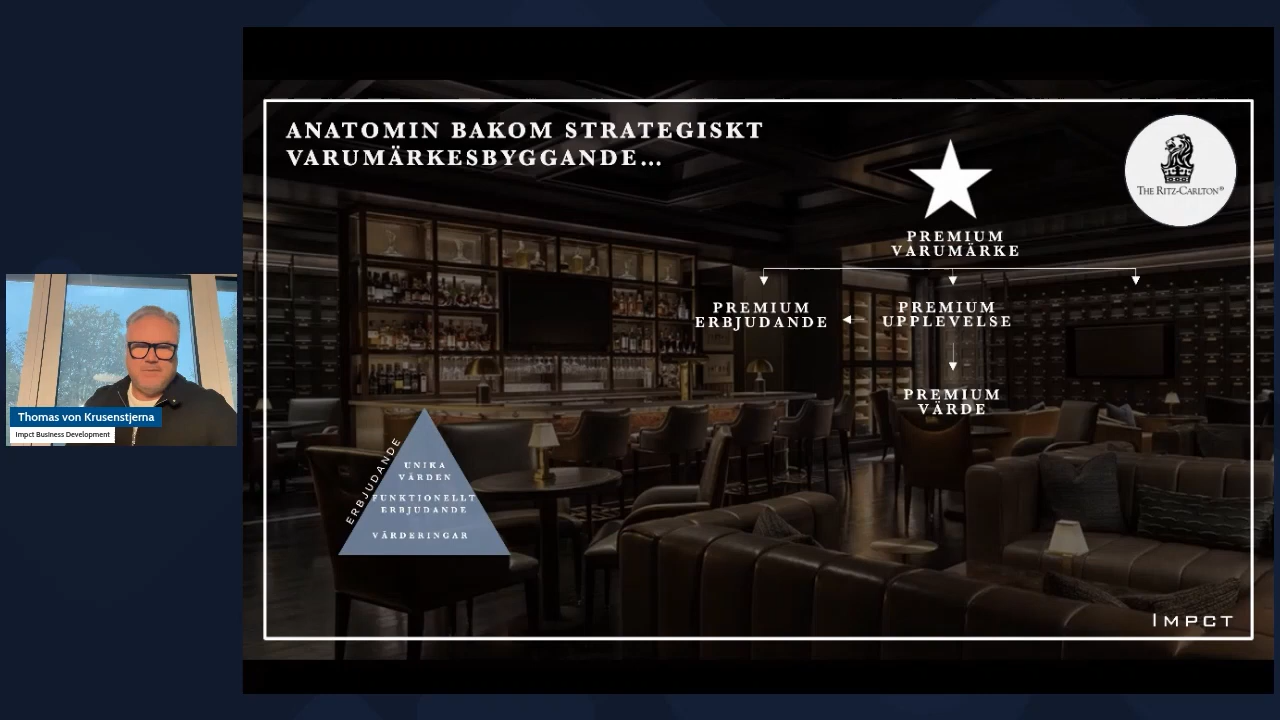 ANATOMIN BAKOM STRATEGISKT
VARUMÄRKESBYGGANDE...
THE RITZ-CARLTON®
PREMIUM
VARUMÄRKE
PREMIUM
ERBJUDANDE
PREMIUM
UPPLEVELSE
PREMIUM
VÄRDE
Thomas von Krusenstjerna
Impct Business Development
ERBJUDANDE
UNIKA
VÄRDEN
FUNKTIONELLT
ERBJUDANDE
VÄRDERINGAR
IMPCT